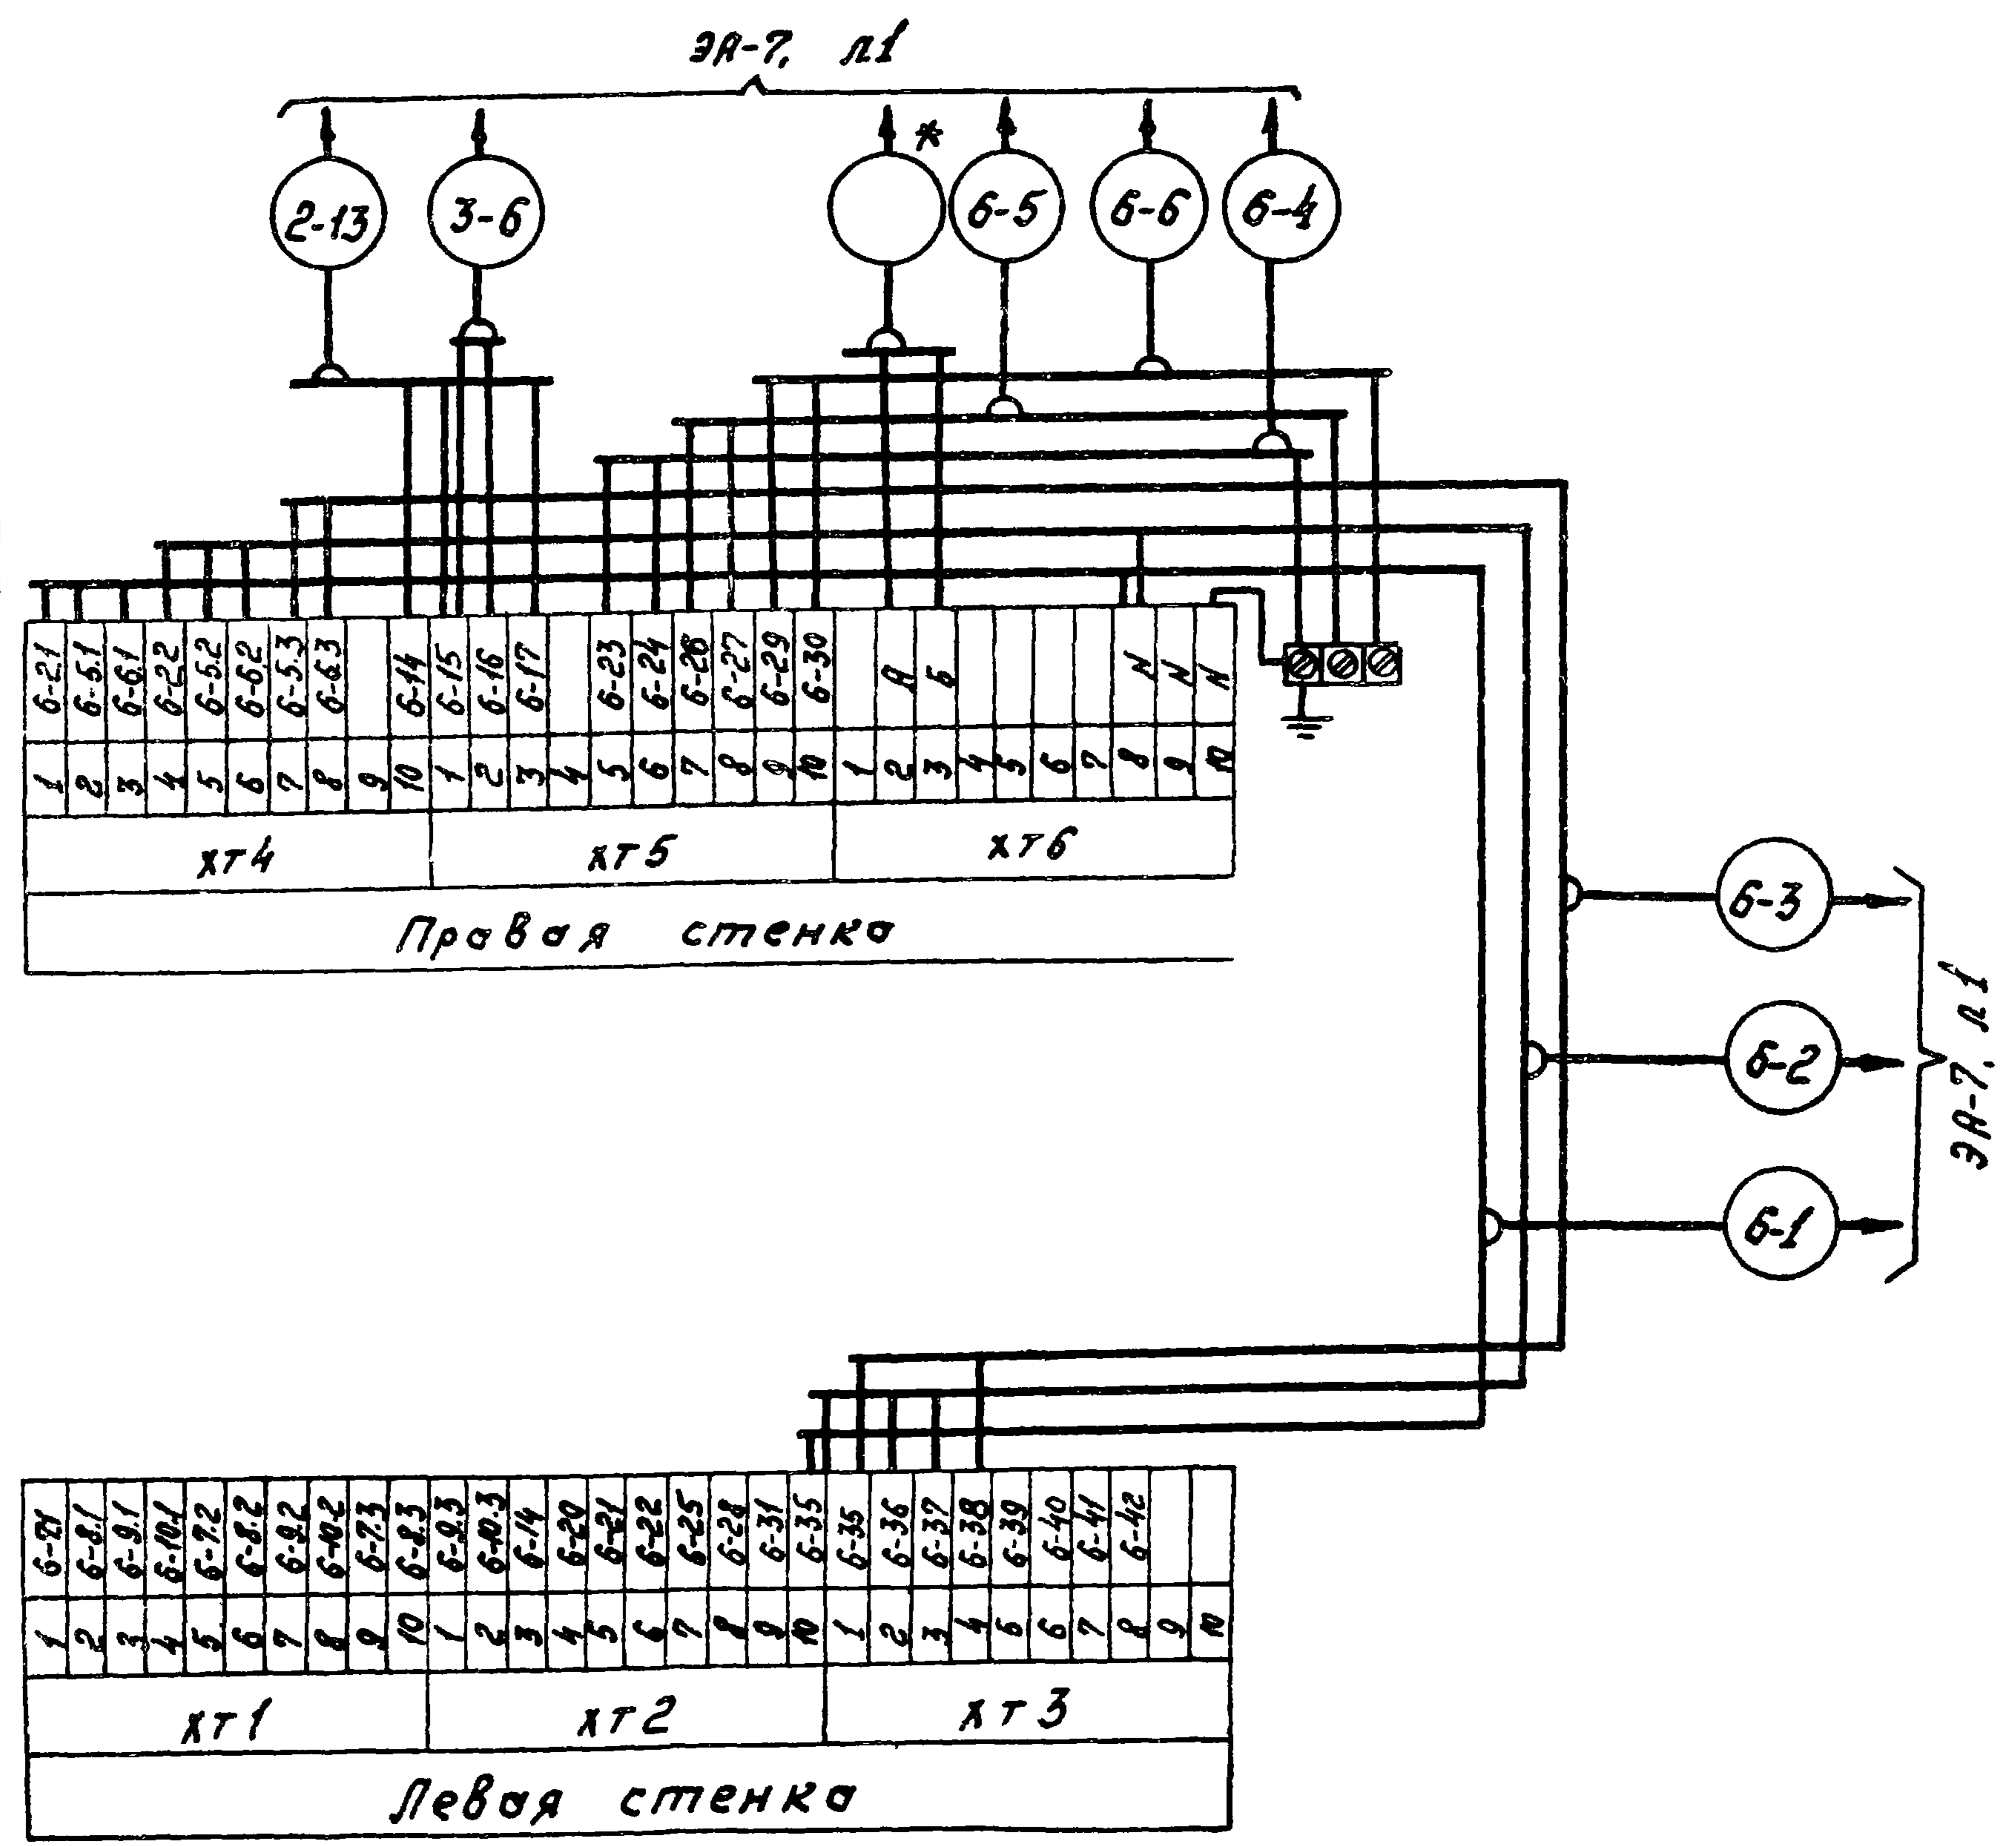 ЭА-7, л1
*
2-13 3-6 6-5 6-6 6-4
6-2.1 6-5.1 6-6.1 6-2.2 6-5.2 6-6.2 6-5.3 6-6.3 6-14 6-15 6-16 6-17 6-23 6-24 6-26 6-27 6-29 6-30 А Б N N N
1 2 3 4 5 6 7 8 9 10 1 2 3 4 5 6 7 8 9 10 1 2 3 4 5 6 7 8 9 10
хт4 хт5 хт6
Правая стенка
6-3
6-2
6-1
ЭА-7, л1
6-7.1 6-8.1 6-9.1 6-10.1 6-7.2 6-8.2 6-9.2 6-10.2 6-7.3 6-8.3 6-9.3 6-10.3 6-14 6-20 6-21 6-22 6-25 6-28 6-31 6-35 6-35 6-36 6-37 6-38 6-39 6-40 6-41 6-42
1 2 3 4 5 6 7 8 9 10 1 2 3 4 5 6 7 8 9 10 1 2 3 4 5 6 7 8 9 10
хт1 хт2 хт3
Левая стенка